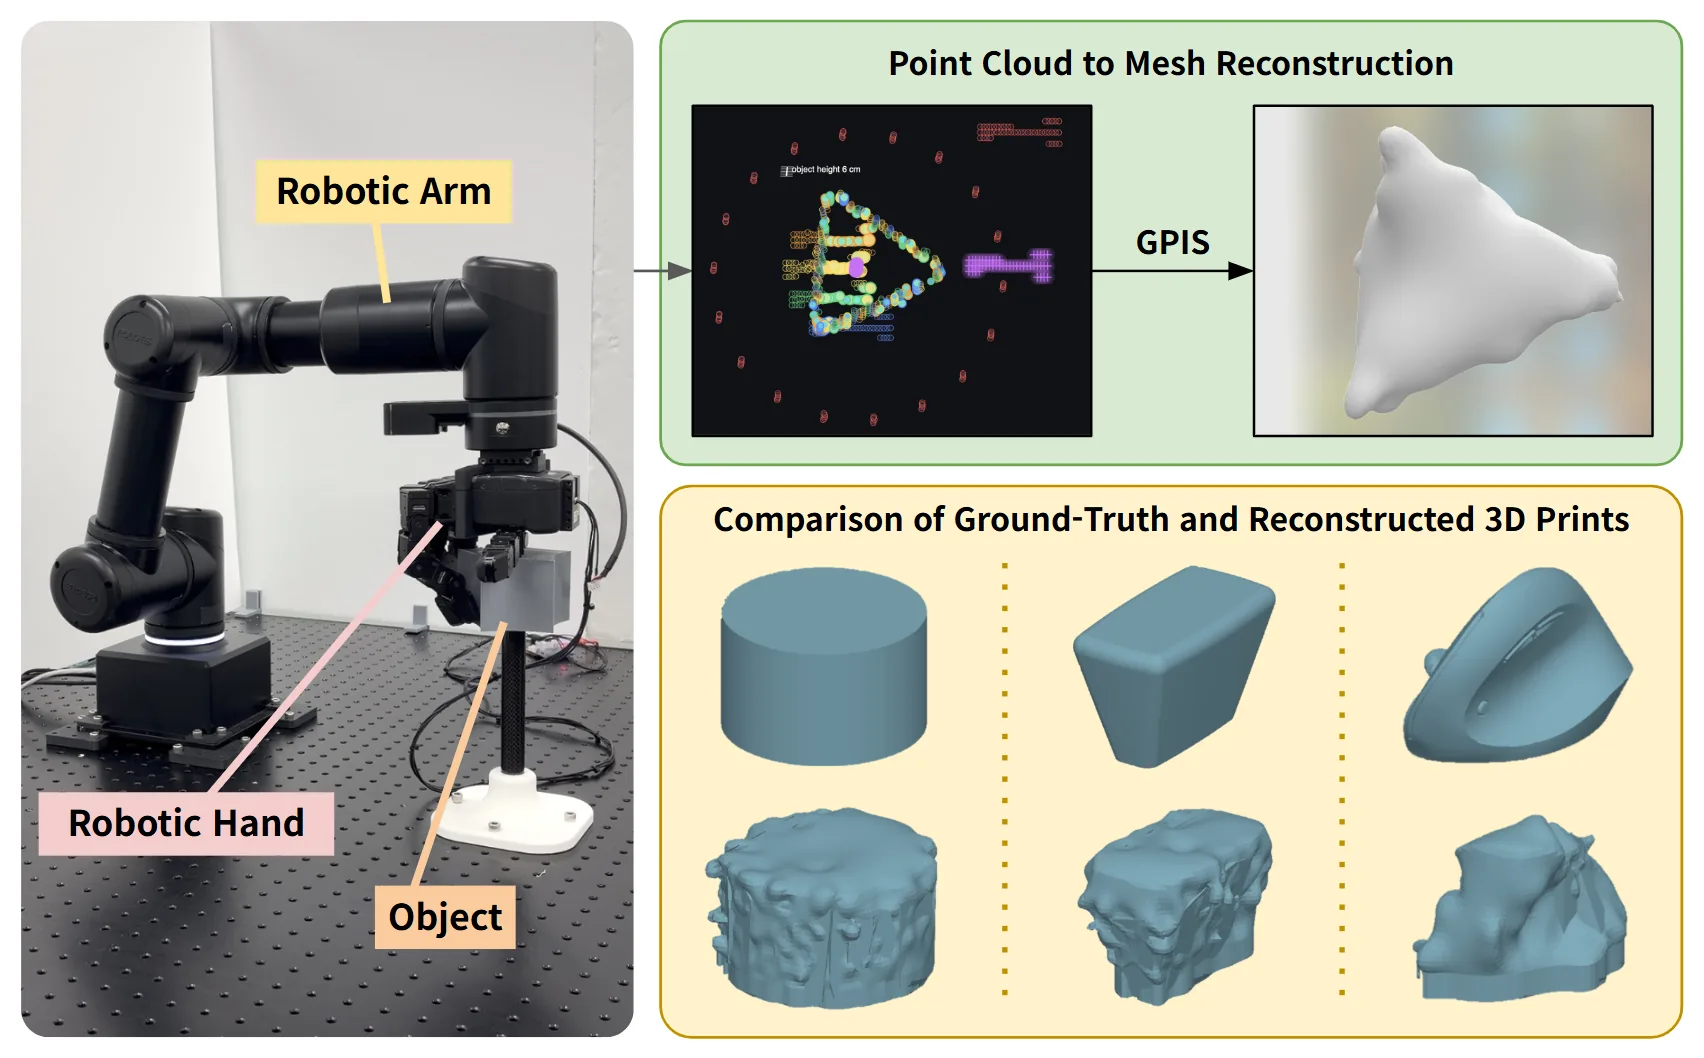 Robotic Arm
Robotic Hand
Object
Point Cloud to Mesh Reconstruction
object height 6 cm
GPIS
Comparison of Ground-Truth and Reconstructed 3D Prints